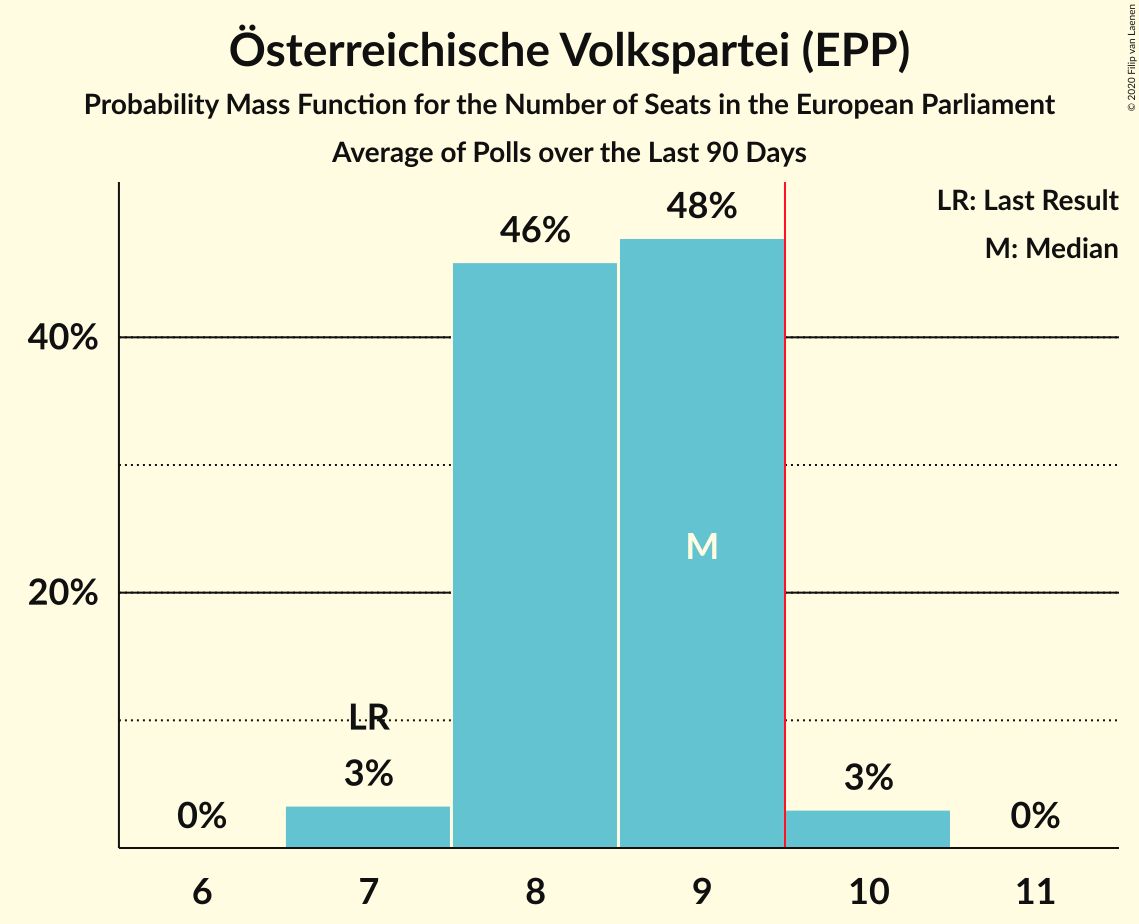 Österreichische Volkspartei (EPP)
Probability Mass Function for the Number of Seats in the European Parliament
Average of Polls over the Last 90 Days
© 2020 Filip van Laenen
LR: Last Result
M: Median
48%
46%
40%
M
20%
LR
3%
3%
0%
0%
6 7 8 9 10 11